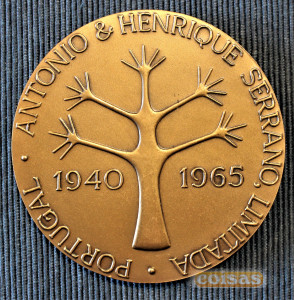 ANTONIO & HENRIQUE SERRANO, LIMITADA
· PORTUGAL ·
1940 1965
coisas